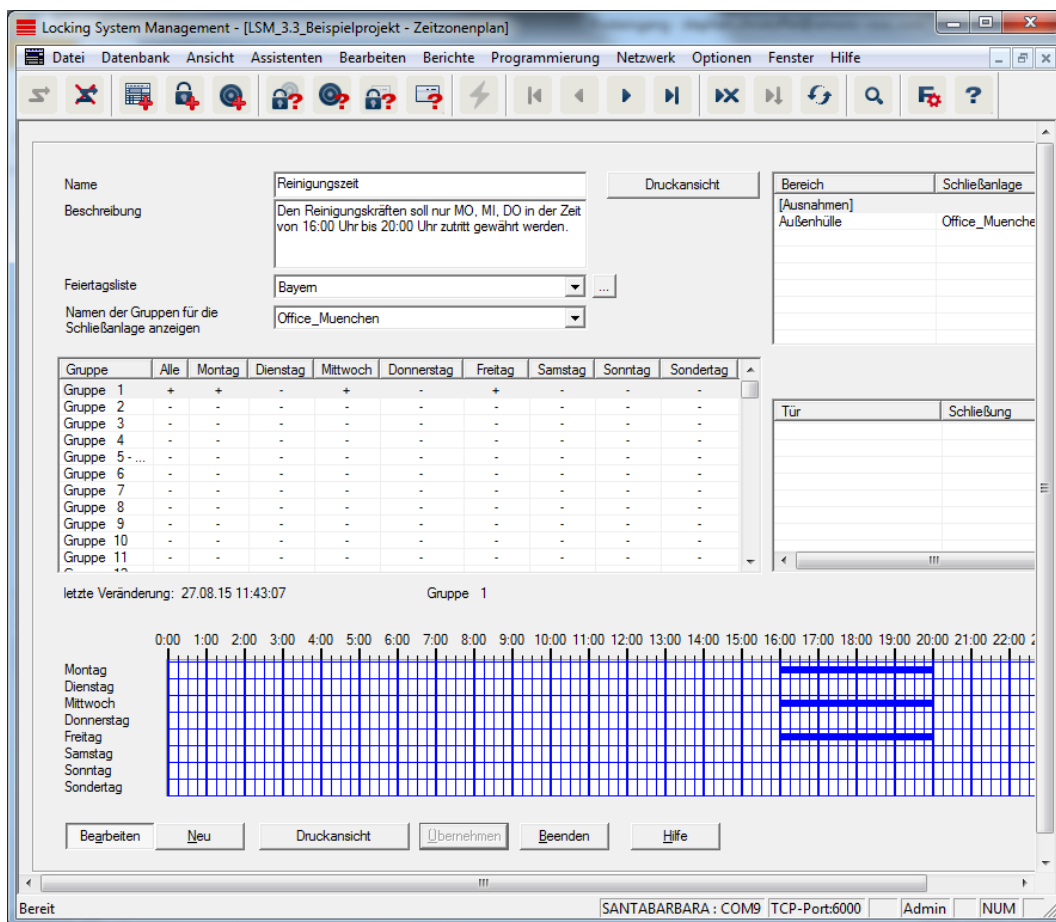 Locking System Management - [LSM_3.3_Beispielprojekt - Zeitzonenplan]
Datei Datenbank Ansicht Assistenten Bearbeiten Berichte Programmierung Netzwerk Optionen Fenster Hilfe
Name Reinigungszeit Druckansicht
Beschreibung Den Reinigungskräften soll nur MO, MI, DO in der Zeit
von 16:00 Uhr bis 20:00 Uhr zutritt gewährt werden.
Feiertagsliste Bayern ...
Namen der Gruppen für die
Schließanlage anzeigen
Office_Muenchen
Bereich Schließanlage
[Ausnahmen]
Außenhülle Office_Muenche
Gruppe Alle Montag Dienstag Mittwoch Donnerstag Freitag Samstag Sonntag Sondertag
Gruppe 1 + + - + - + - - -
Gruppe 2 - - - - - - - - -
Gruppe 3 - - - - - - - - -
Gruppe 4 - - - - - - - - -
Gruppe 5 - ... - - - - - - - - -
Gruppe 6 - - - - - - - - -
Gruppe 7 - - - - - - - - -
Gruppe 8 - - - - - - - - -
Gruppe 9 - - - - - - - - -
Gruppe 10 - - - - - - - - -
Gruppe 11 - - - - - - - - -
Tür Schließung
letzte Veränderung: 27.08.15 11:43:07 Gruppe 1
0:00 1:00 2:00 3:00 4:00 5:00 6:00 7:00 8:00 9:00 10:00 11:00 12:00 13:00 14:00 15:00 16:00 17:00 18:00 19:00 20:00 21:00 22:00
Montag
Dienstag
Mittwoch
Donnerstag
Freitag
Samstag
Sonntag
Sondertag
Bearbeiten Neu Druckansicht Übernehmen Beenden Hilfe
Bereit SANTABARBARA : COM9 TCP-Port:6000 Admin NUM